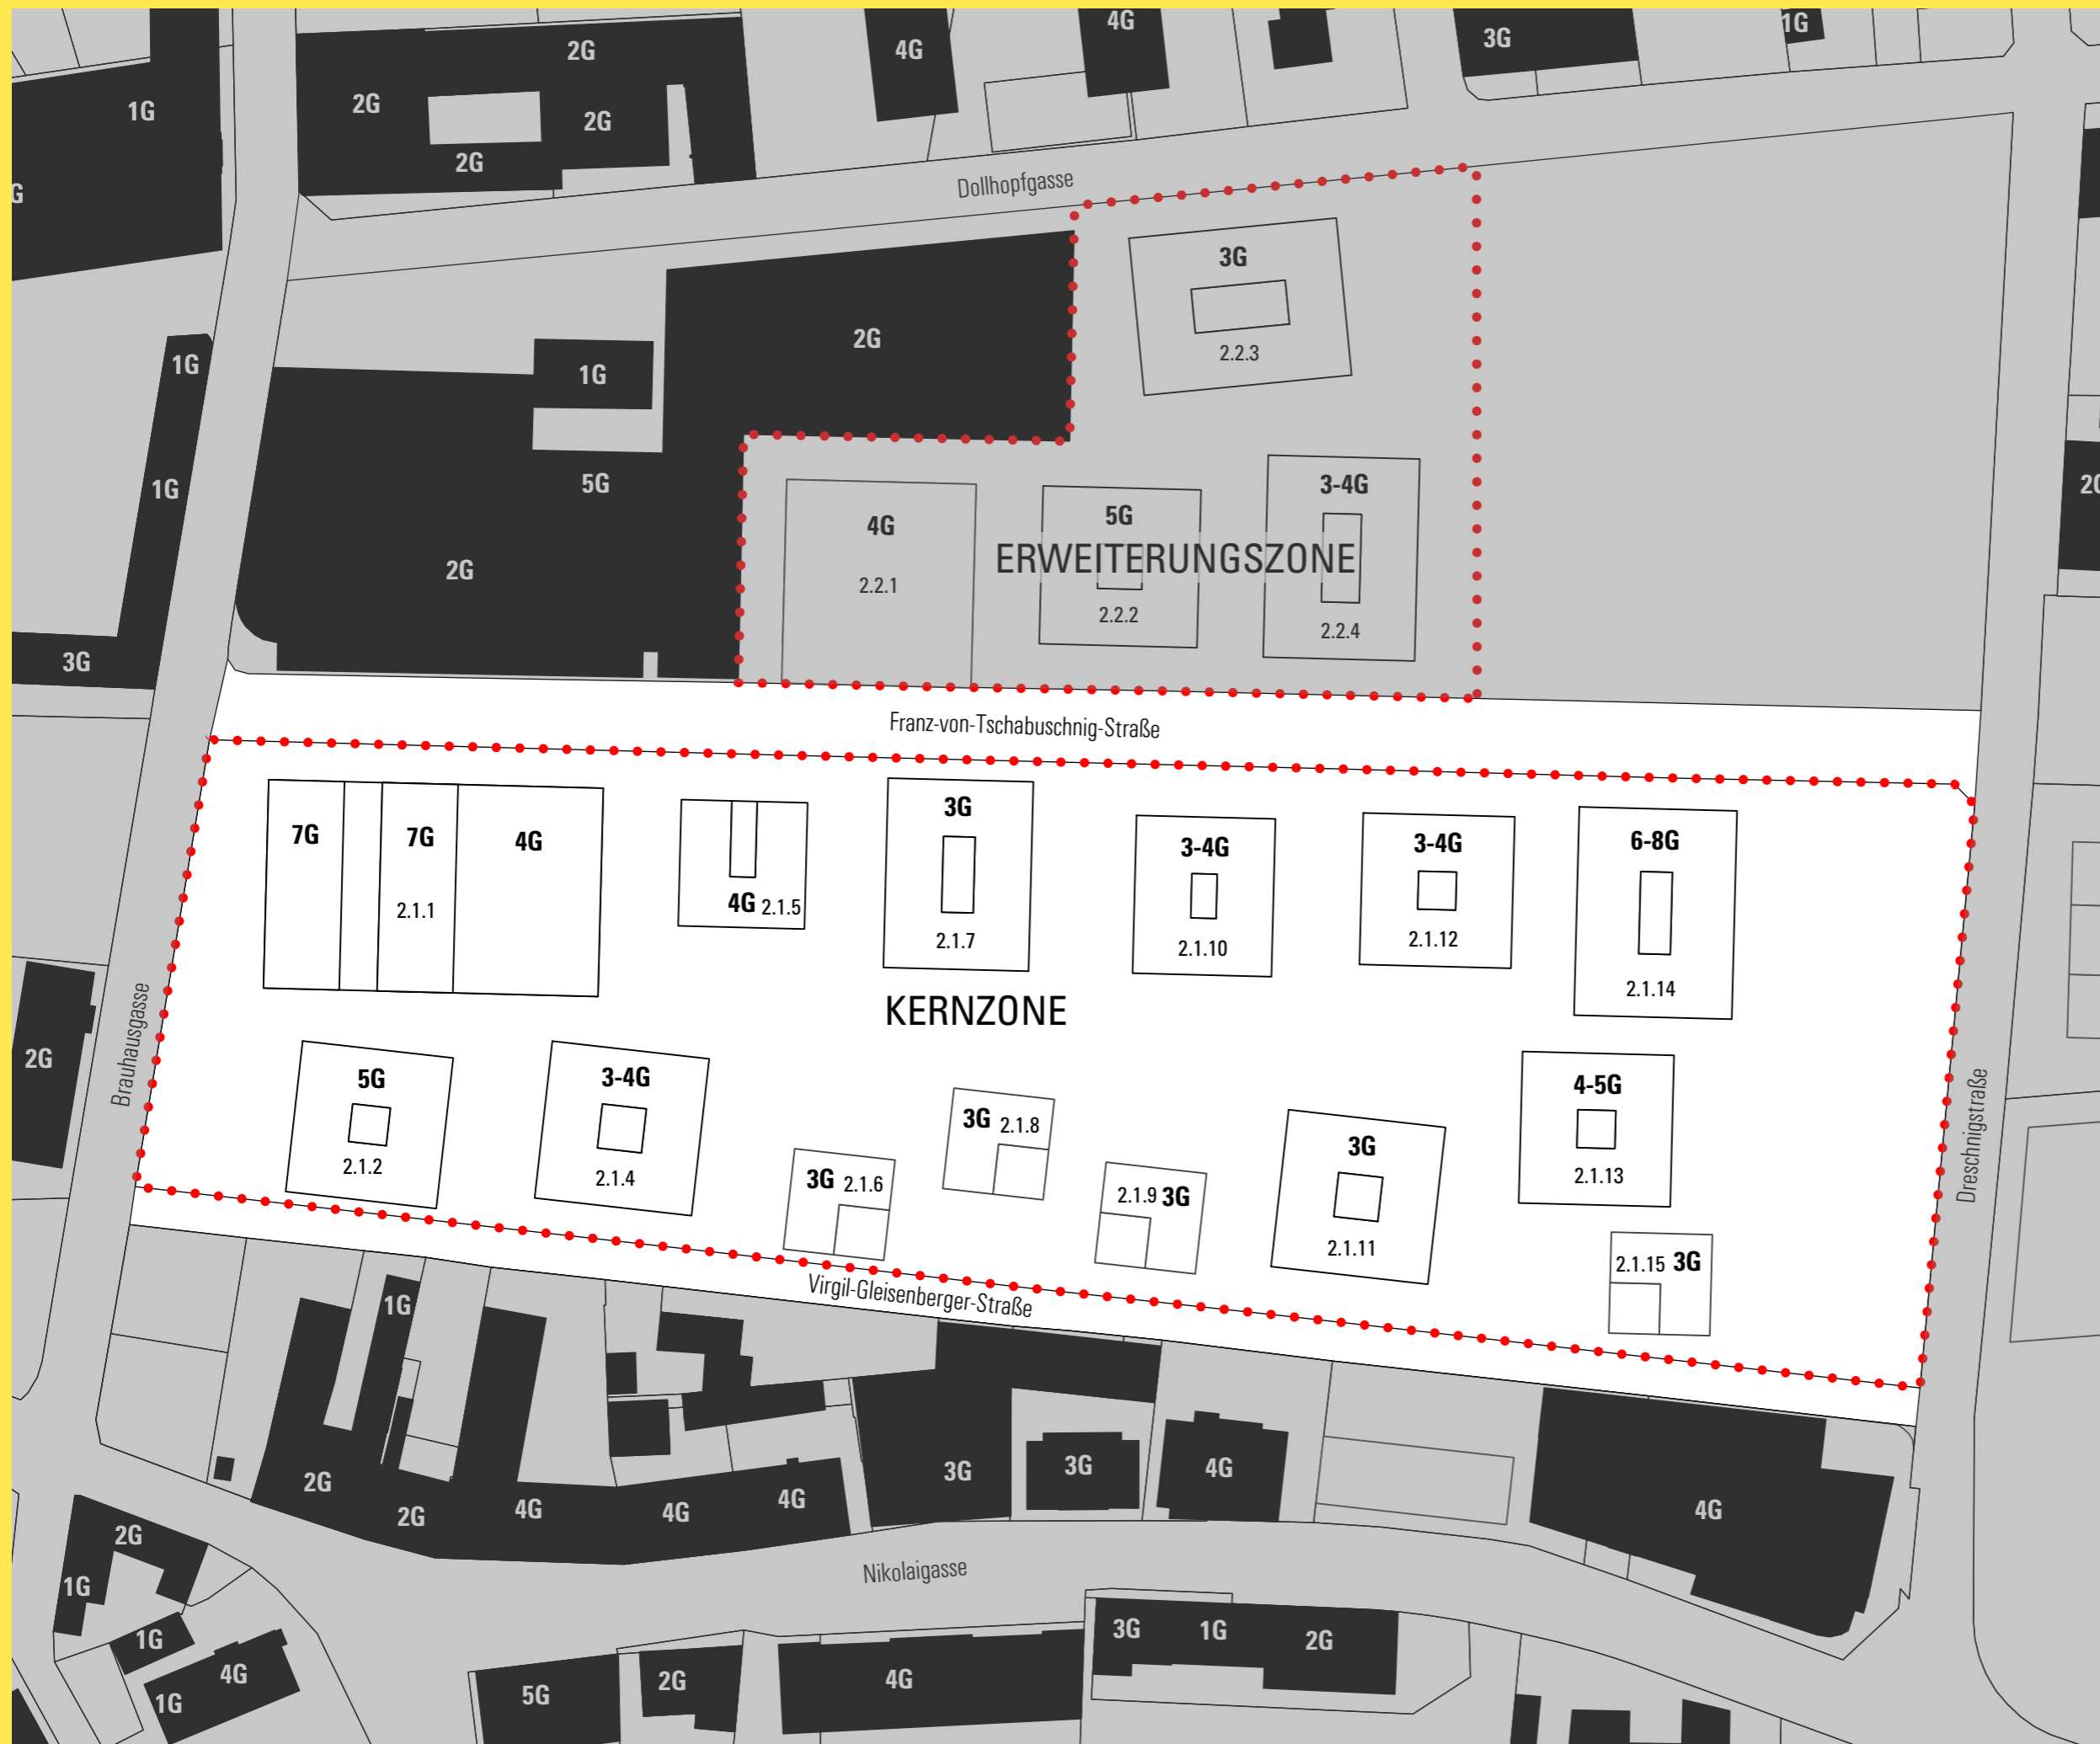 4G
2G
3G
1G
4G
2G
1G
2G
2G
2G
G
Dollhopfgasse
3G
2G
2.2.3
1G
1G
5G
3-4G
2G
1G
5G
4G
ERWEITERUNGSZONE
2G
2.2.1
2.2.2
2.2.4
3G
Franz-von-Tschabuschnig-Straße
7G
7G
4G
3G
3-4G
3-4G
6-8G
2.1.1
4G 2.1.5
2.1.7
2.1.10
2.1.12
2.1.14
KERNZONE
Brauhausgasse
2G
5G
3-4G
4-5G
Dreschnigstraße
3G 2.1.8
2.1.2
2.1.4
3G 2.1.6
2.1.9 3G
3G
2.1.13
2.1.11
2.1.15 3G
Virgil-Gleisenberger-Straße
1G
2G
2G
4G
4G
4G
3G
3G
4G
4G
2G
Nikolaigasse
1G
1G
4G
1G
5G
2G
4G
3G
1G
2G